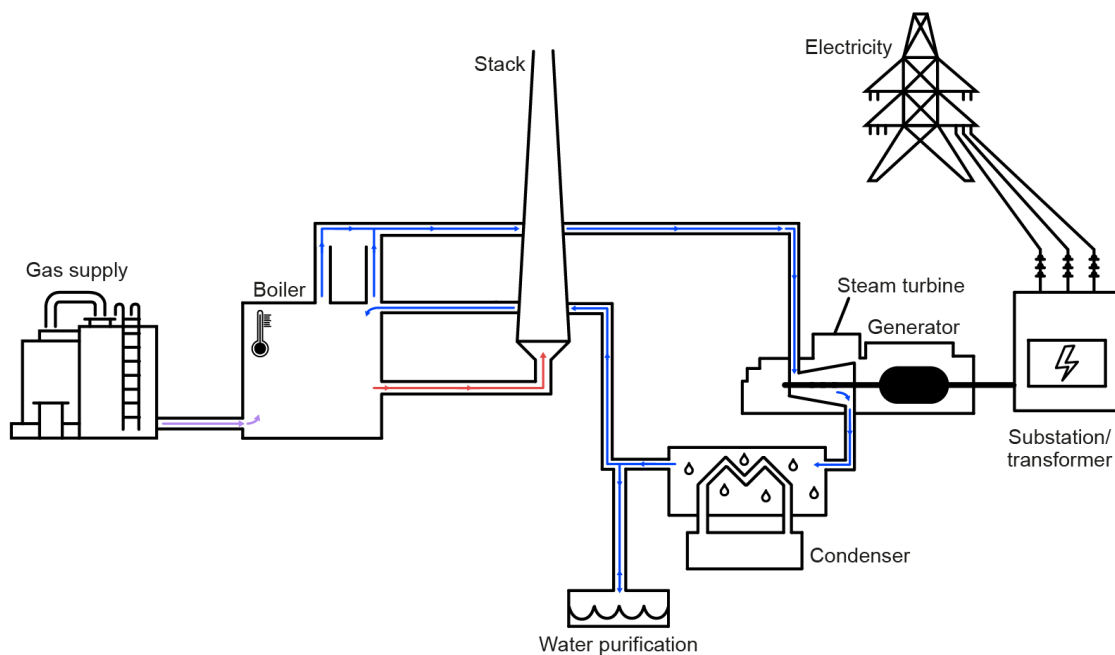 Electricity
Stack
Gas supply
Boiler
Steam turbine
Generator
Substation/
transformer
Condenser
Water purification